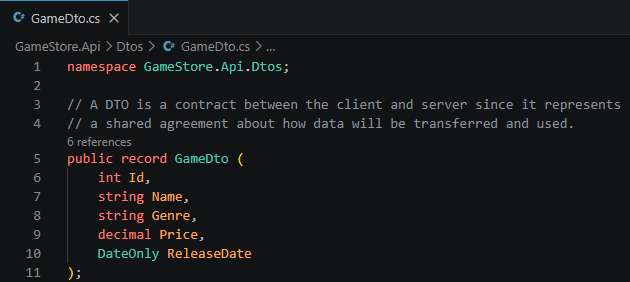 C# GameDto.cs ×
GameStore.Api > Dtos > C# GameDto.cs > ...
1 namespace GameStore.Api.Dtos;
2
3 // A DTO is a contract between the client and server since it represents
4 // a shared agreement about how data will be transferred and used.
6 references
5 public record GameDto (
6     int Id,
7     string Name,
8     string Genre,
9     decimal Price,
10     DateOnly ReleaseDate
11 );